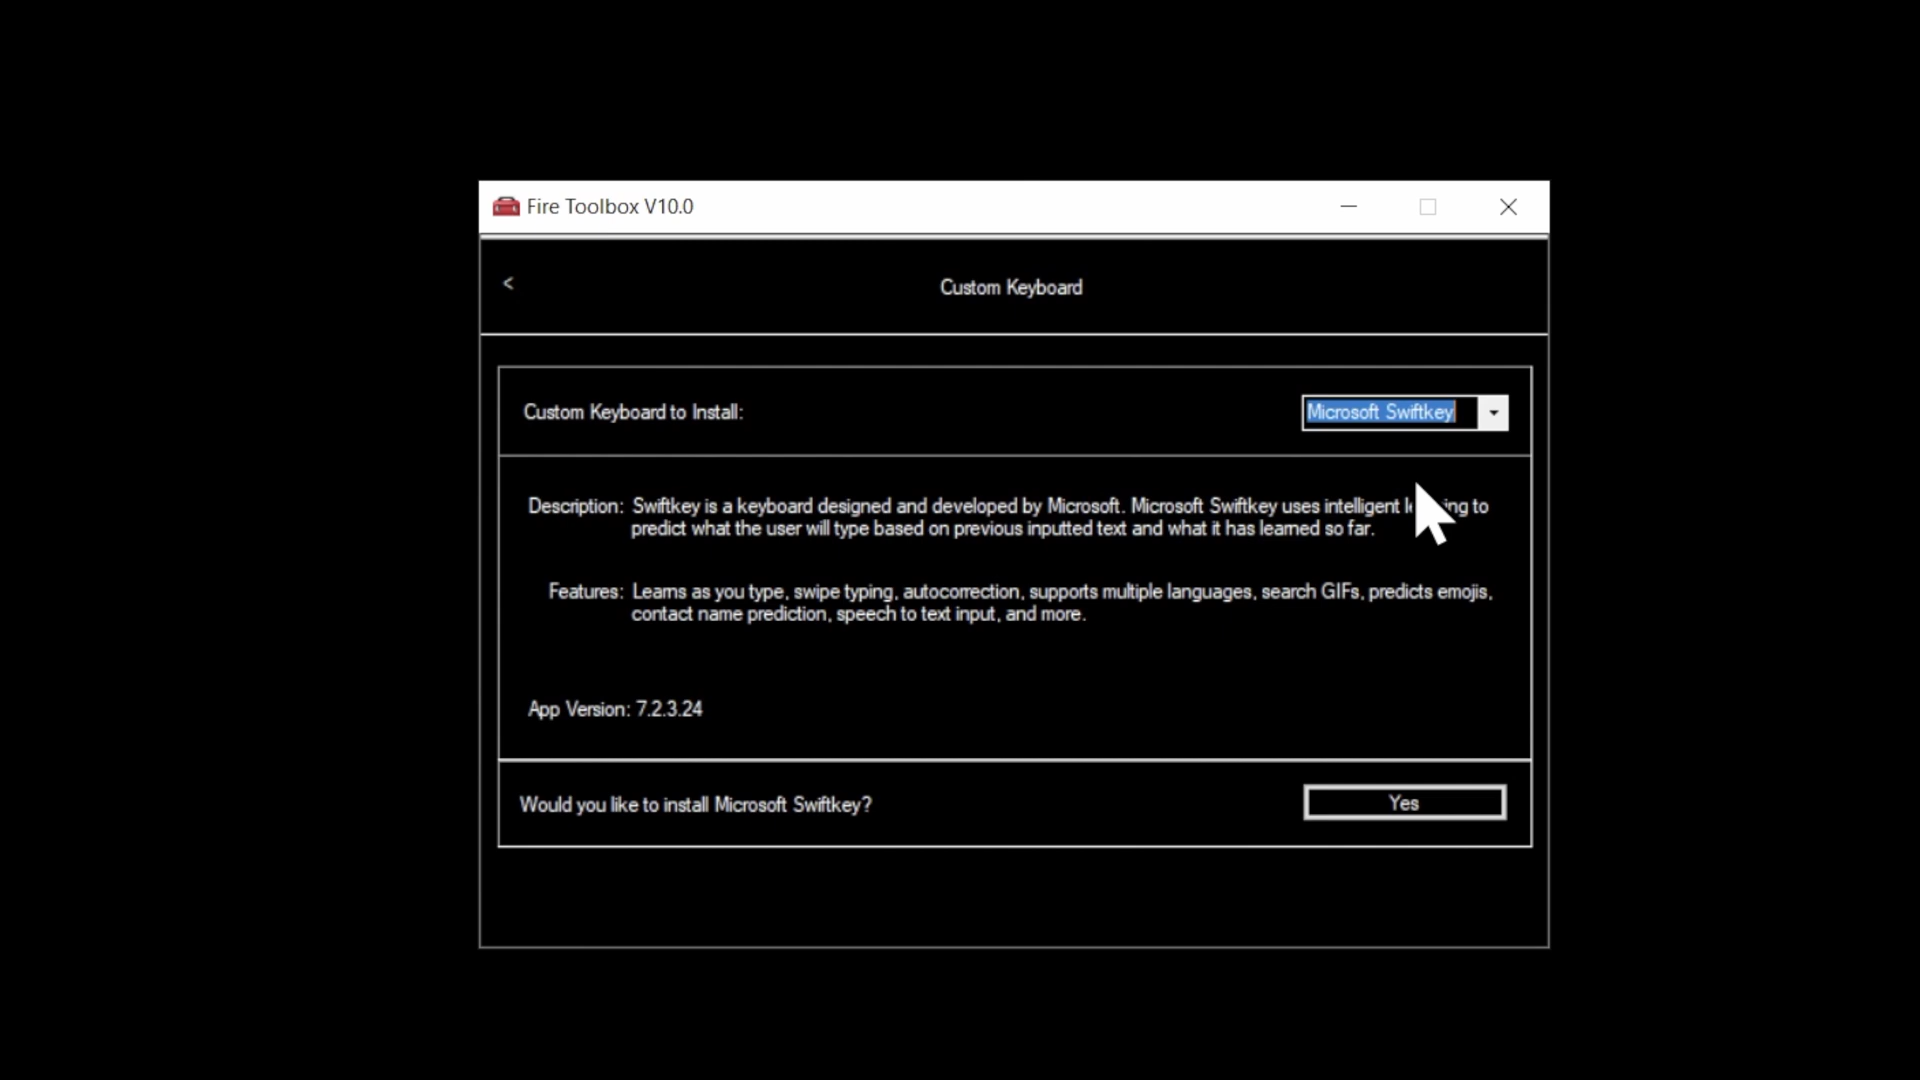 Fire Toolbox V10.0
<
Custom Keyboard
Custom Keyboard to Install:
Microsoft Swiftkey
Description: Swiftkey is a keyboard designed and developed by Microsoft. Microsoft Swiftkey uses intelligent to
predict what the user will type based on previous inputted text and what it has learned so far.
Features: Learns as you type, swipe typing, autocorrection, supports multiple languages, search GIFs, predicts emojis,
contact name prediction, speech to text input, and more.
App Version: 7.2.3.24
Would you like to install Microsoft Swiftkey?
Yes